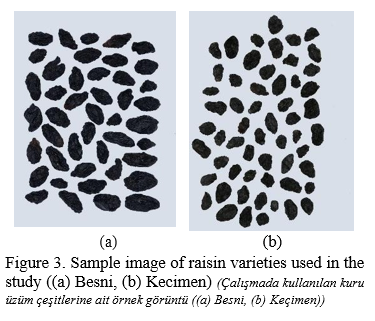 (a) (b)
Figure 3. Sample image of raisin varieties used in the
study ((a) Besni, (b) Kecimen) (Çalışmada kullanılan kuru
üzüm çeşitlerine ait örnek görüntü ((a) Besni, (b) Keçimen))